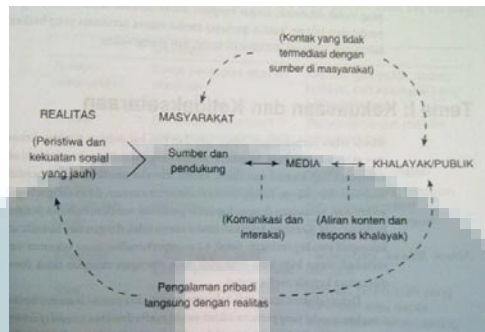 (Kontak yang tidak
termediasi dengan
sumber di masyarakat)
REALITAS
MASYARAKAT
(Peristiwa dan
kekuatan sosial
yang jauh)
Sumber dan
pendukung
MEDIA
KHALAYAK/PUBLIK
(Komunikasi dan
interaksi)
(Aliran konten dan
respons khalayak)
Pengalaman pribadi
langsung dengan realitas